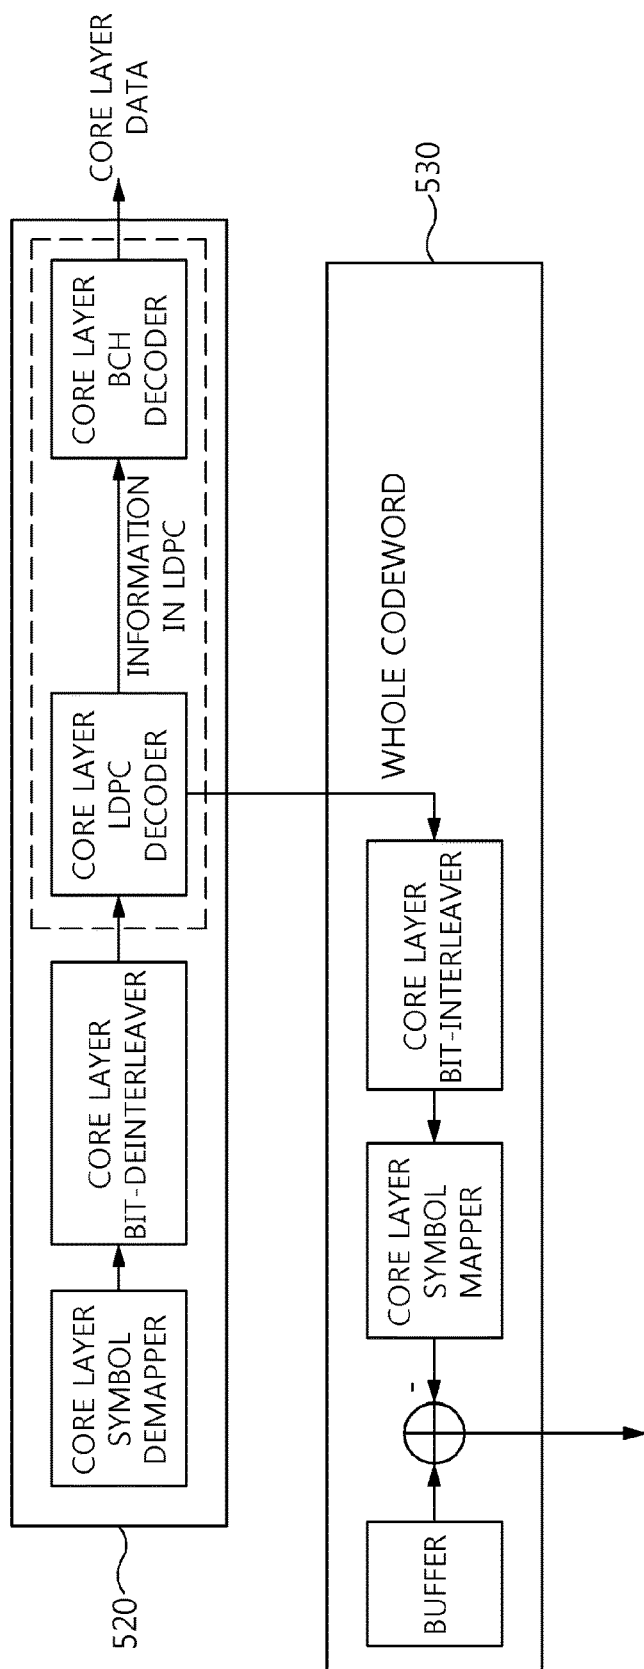 CORE LAYER
SYMBOL
DEMAPPER
CORE LAYER
BIT-DEINTERLEAVER
CORE LAYER
LDPC
DECODER
INFORMATION
IN LDPC
CORE LAYER
BCH
DECODER
CORE LAYER
DATA
520
BUFFER
-
CORE LAYER
SYMBOL
MAPPER
CORE LAYER
BIT-INTERLEAVER
WHOLE CODEWORD
530